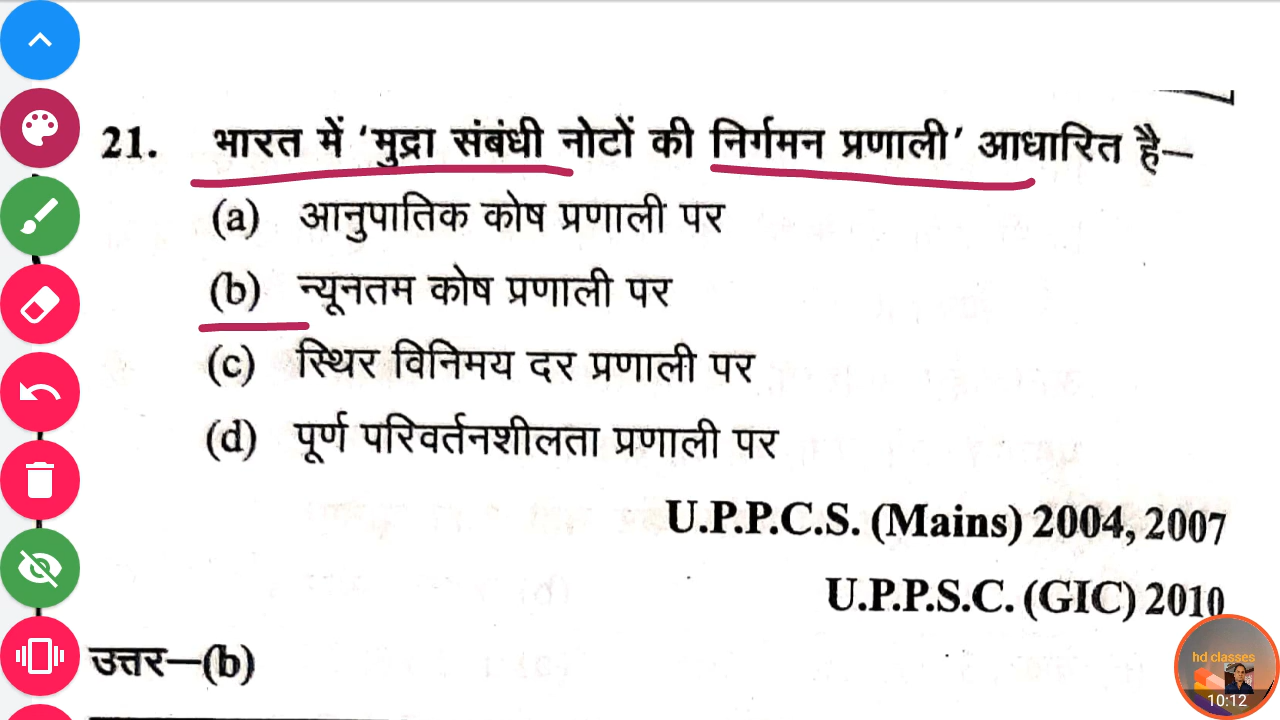 21. भारत में ‘मुद्रा संबंधी नोटों की निर्गमन प्रणाली’ आधारित है—
(a) आनुपातिक कोष प्रणाली पर
(b) न्यूनतम कोष प्रणाली पर
(c) स्थिर विनिमय दर प्रणाली पर
(d) पूर्ण परिवर्तनशीलता प्रणाली पर
U.P.P.C.S. (Mains) 2004, 2007
U.P.P.S.C. (GIC) 2010
उत्तर—(b)
hd classes
10:12